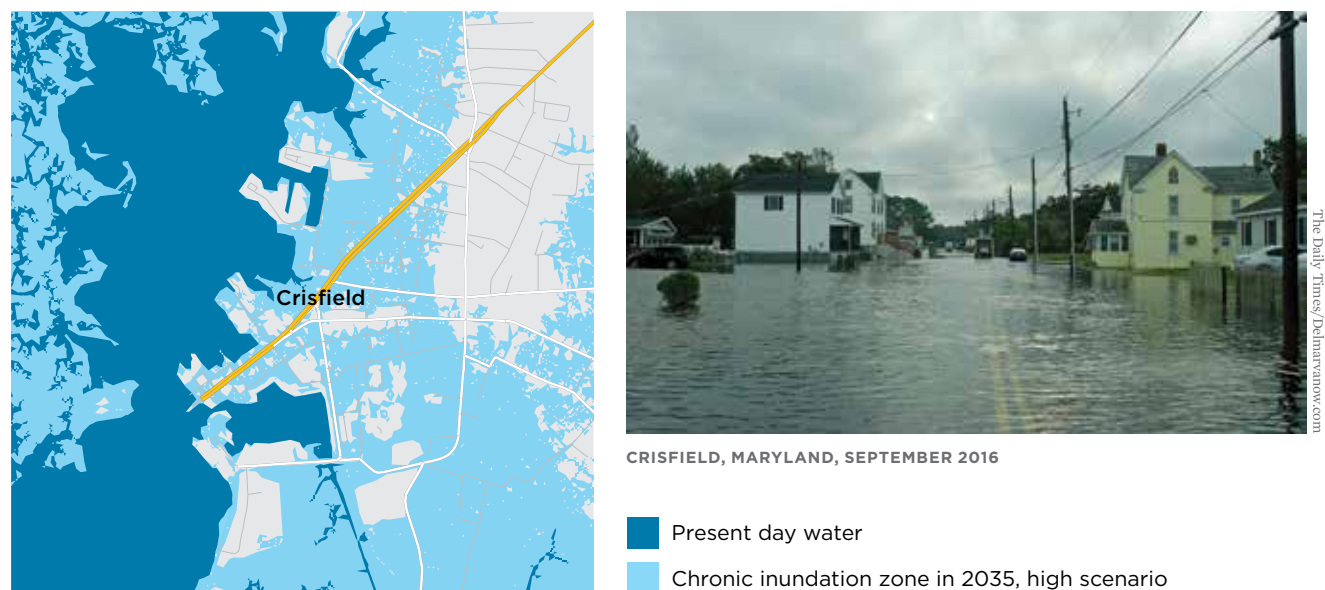 Crisfield
The Daily Times/Delmarvanow.com
CRISFIELD, MARYLAND, SEPTEMBER 2016
Present day water
Chronic inundation zone in 2035, high scenario